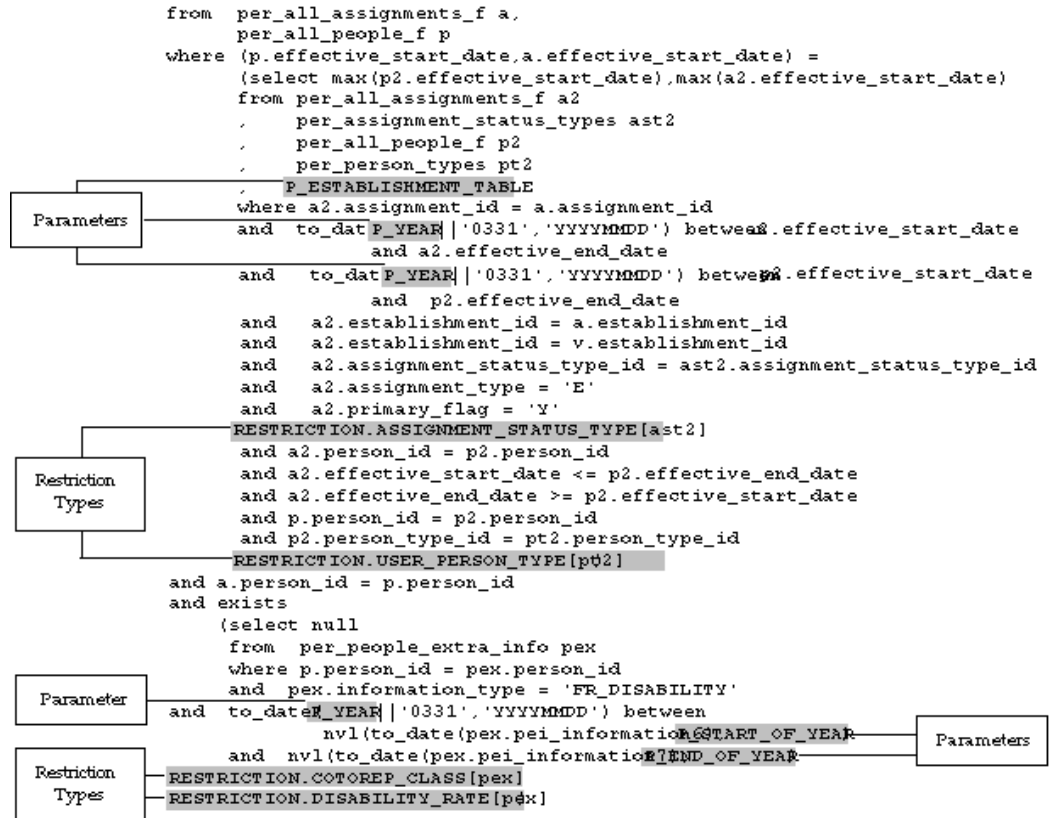 from per_all_assignments_f a,
per_all_people_f p
where (p.effective_start_date,a.effective_start_date) =
(select max(p2.effective_start_date),max(a2.effective_start_date)
from per_all_assignments_f a2
, per_assignment_status_types ast2
, per_all_people_f p2
, per_person_types pt2
, P_ESTABLISHMENT_TABLE
Parameters
where a2.assignment_id = a.assignment_id
and to_dat P_YEAR||'0331','YYYYMMDD') between .effective_start_date
and a2.effective_end_date
and to_dat P_YEAR||'0331','YYYYMMDD') between .effective_start_date
and p2.effective_end_date
and a2.establishment_id = a.establishment_id
and a2.establishment_id = v.establishment_id
and a2.assignment_status_type_id = ast2.assignment_status_type_id
and a2.assignment_type = 'E'
and a2.primary_flag = 'Y'
RESTRICTION.ASSIGNMENT_STATUS_TYPE[ast2]
and a2.person_id = p2.person_id
and a2.effective_start_date <= p2.effective_end_date
Restriction
Types
and a2.effective_end_date >= p2.effective_start_date
and p.person_id = p2.person_id
and p2.person_type_id = pt2.person_type_id
RESTRICTION.USER_PERSON_TYPE[pt2]
and a.person_id = p.person_id
and exists
(select null
from per_people_extra_info pex
where p.person_id = pex.person_id
and pex.information_type = 'FR_DISABILITY'
Parameter
and to_date P_YEAR||'0331','YYYYMMDD') between
nvl(to_date(pex.pei_information START_OF_YEAR
Parameters
and nvl(to_date(pex.pei_information END_OF_YEAR
Restriction
Types
RESTRICTION.COTOREP_CLASS[pex]
RESTRICTION.DISABILITY_RATE[pex]